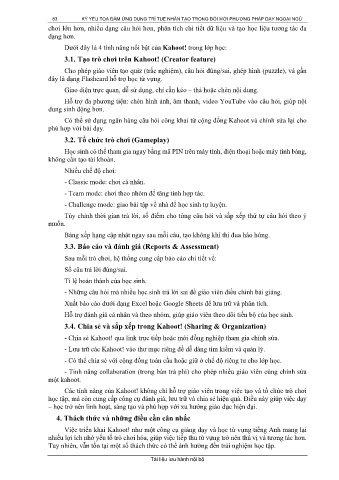 83 KỶ YẾU TỌA ĐÀM ỨNG DỤNG TRÍ TUỆ NHÂN TẠO TRONG ĐỔI MỚI PHƯƠNG PHÁP DẠY NGOẠI NGỮ
chơi lớn hơn, nhiều dạng câu hỏi hơn, phân tích chi tiết dữ liệu và tạo học liệu tương tác đa
dạng hơn.
Dưới đây là 4 tính năng nổi bật của Kahoot! trong lớp học:
3.1. Tạo trò chơi trên Kahoot! (Creator feature)
Cho phép giáo viên tạo quiz (trắc nghiệm), câu hỏi đúng/sai, ghép hình (puzzle), và gần
đây là dạng Flashcard hỗ trợ học từ vựng.
Giao diện trực quan, dễ sử dụng, chỉ cần kéo – thả hoặc chọn nội dung.
Hỗ trợ đa phương tiện: chèn hình ảnh, âm thanh, video YouTube vào câu hỏi, giúp nội
dung sinh động hơn.
Có thể sử dụng ngân hàng câu hỏi công khai từ cộng đồng Kahoot và chỉnh sửa lại cho
phù hợp với bài dạy.
3.2. Tổ chức trò chơi (Gameplay)
Học sinh có thể tham gia ngay bằng mã PIN trên máy tính, điện thoại hoặc máy tính bảng,
không cần tạo tài khoản.
Nhiều chế độ chơi:
- Classic mode: chơi cá nhân.
- Team mode: chơi theo nhóm để tăng tính hợp tác.
- Challenge mode: giao bài tập về nhà để học sinh tự luyện.
Tùy chỉnh thời gian trả lời, số điểm cho từng câu hỏi và sắp xếp thứ tự câu hỏi theo ý
muốn.
Bảng xếp hạng cập nhật ngay sau mỗi câu, tạo không khí thi đua hào hứng.
3.3. Báo cáo và đánh giá (Reports & Assessment)
Sau mỗi trò chơi, hệ thống cung cấp báo cáo chi tiết về:
Số câu trả lời đúng/sai.
Tỉ lệ hoàn thành của học sinh.
- Những câu hỏi mà nhiều học sinh trả lời sai để giáo viên điều chỉnh bài giảng.
Xuất báo cáo dưới dạng Excel hoặc Google Sheets để lưu trữ và phân tích.
Hỗ trợ đánh giá cá nhân và theo nhóm, giúp giáo viên theo dõi tiến bộ của học sinh.
3.4. Chia sẻ và sắp xếp trong Kahoot! (Sharing & Organization)
- Chia sẻ Kahoot! qua link trực tiếp hoặc mời đồng nghiệp tham gia chỉnh sửa.
- Lưu trữ các Kahoot! vào thư mục riêng để dễ dàng tìm kiếm và quản lý.
- Có thể chia sẻ với cộng đồng toàn cầu hoặc giữ ở chế độ riêng tư cho lớp học.
- Tính năng collaboration (trong bản trả phí) cho phép nhiều giáo viên cùng chỉnh sửa
một kahoot.
Các tính năng của Kahoot! không chỉ hỗ trợ giáo viên trong việc tạo và tổ chức trò chơi
học tập, mà còn cung cấp công cụ đánh giá, lưu trữ và chia sẻ hiệu quả. Điều này giúp việc dạy
– học trở nên linh hoạt, sáng tạo và phù hợp với xu hướng giáo dục hiện đại.
4. Thách thức và những điều cần cân nhắc
Việc triển khai Kahoot! như một công cụ giảng dạy và học từ vựng tiếng Anh mang lại
nhiều lợi ích nhờ yếu tố trò chơi hóa, giúp việc tiếp thu từ vựng trở nên thú vị và tương tác hơn.
Tuy nhiên, vẫn tồn tại một số thách thức có thể ảnh hưởng đến trải nghiệm học tập.
Tài liệu lưu hành nội bộ